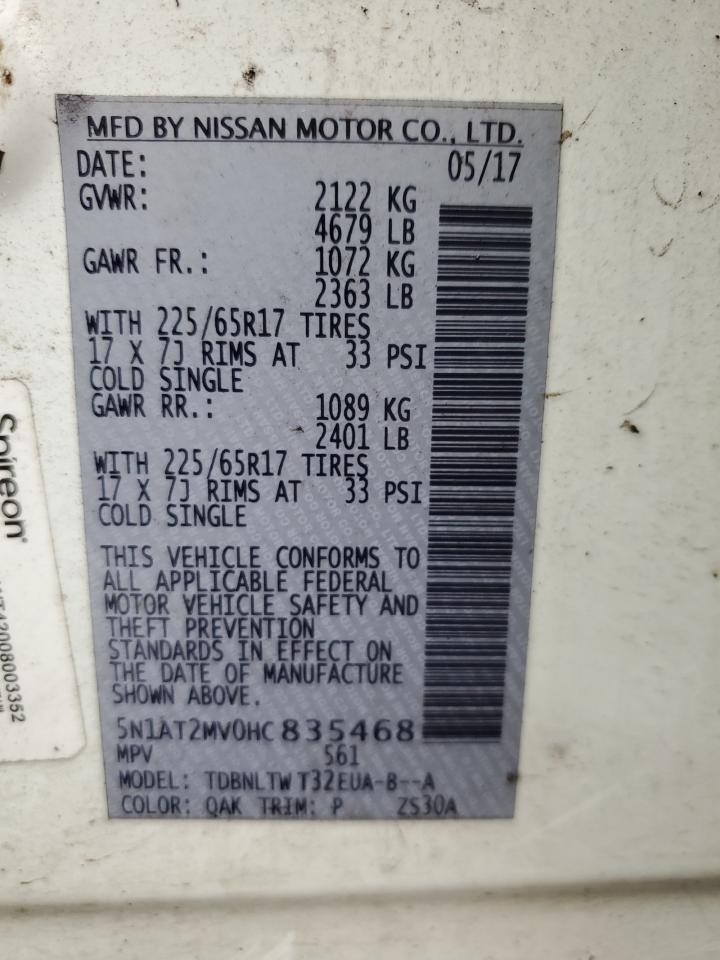 MFD BY NISSAN MOTOR CO., LTD.
DATE: 05/17
GVWR: 2122 KG
4679 LB
GAWR FR.: 1072 KG
2363 LB
WITH 225/65R17 TIRES
17 X 7J RIMS AT 33 PSI
COLD SINGLE
GAWR RR.: 1089 KG
2401 LB
WITH 225/65R17 TIRES
17 X 7J RIMS AT 33 PSI
COLD SINGLE
THIS VEHICLE CONFORMS TO
ALL APPLICABLE FEDERAL
MOTOR VEHICLE SAFETY AND
THEFT PREVENTION
STANDARDS IN EFFECT ON
THE DATE OF MANUFACTURE
SHOWN ABOVE.
5N1AT2MV0HC835468
MPV 561
MODEL: TDBNLTW T32EUA-B--A
COLOR: QAK TRIM: P ZS30A
Spireon